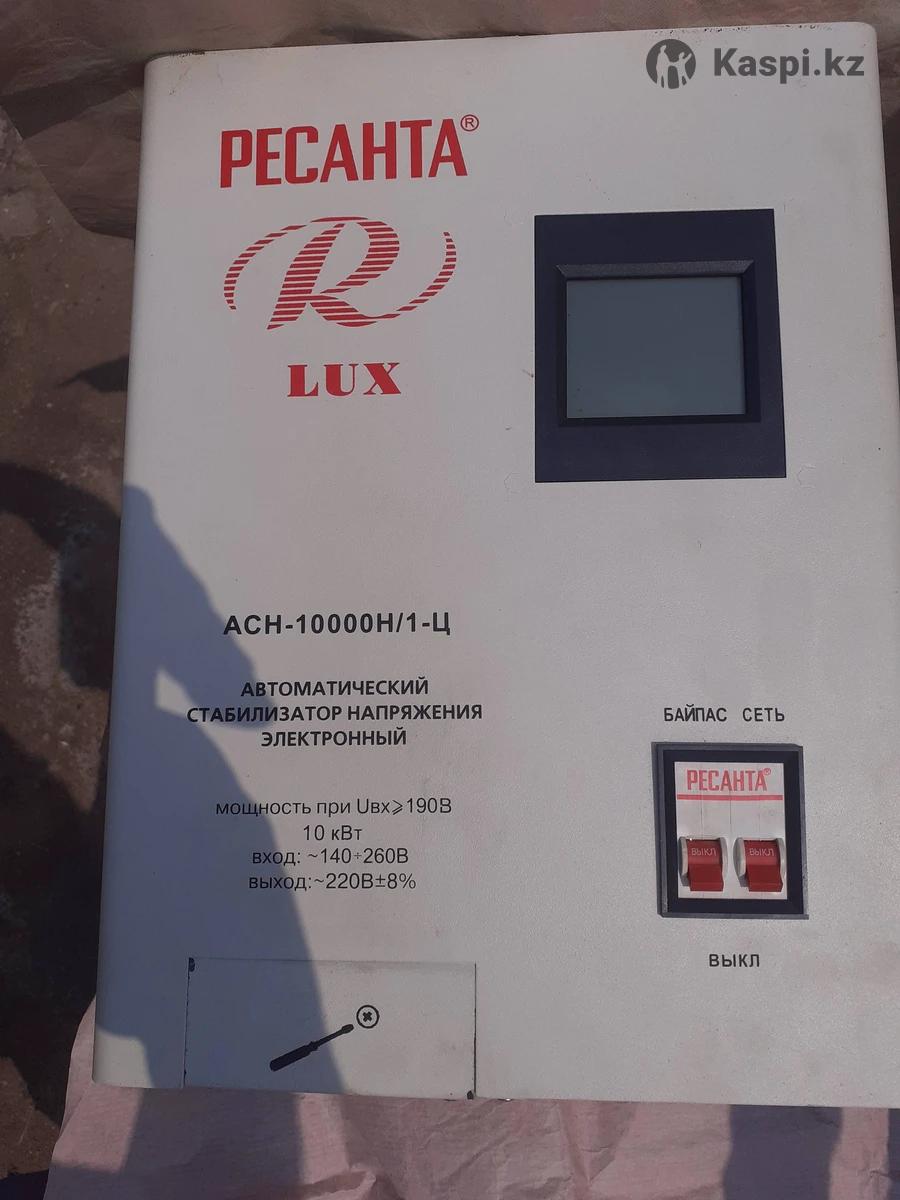 Kaspi.kz
РЕСАНТА®
R
LUX
АСН-10000Н/1-Ц
АВТОМАТИЧЕСКИЙ
СТАБИЛИЗАТОР НАПРЯЖЕНИЯ
ЭЛЕКТРОННЫЙ
мощность при Uвх⩾190В
10 кВт
вход: ~140÷260В
выход:~220В±8%
БАЙПАС СЕТЬ
РЕСАНТА®
ВЫКЛ ВЫКЛ
ВЫКЛ